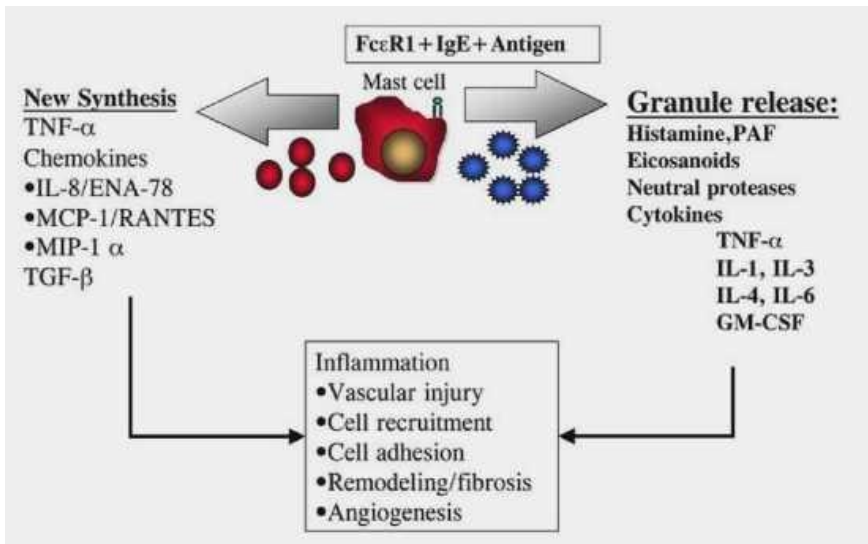 FcεR1+IgE+Antigen
Mast cell
New Synthesis
TNF-α
Chemokines
•IL-8/ENA-78
•MCP-1/RANTES
•MIP-1 α
TGF-β
Granule release:
Histamine,PAF
Eicosanoids
Neutral proteases
Cytokines
TNF-α
IL-1, IL-3
IL-4, IL-6
GM-CSF
Inflammation
•Vascular injury
•Cell recruitment
•Cell adhesion
•Remodeling/fibrosis
•Angiogenesis